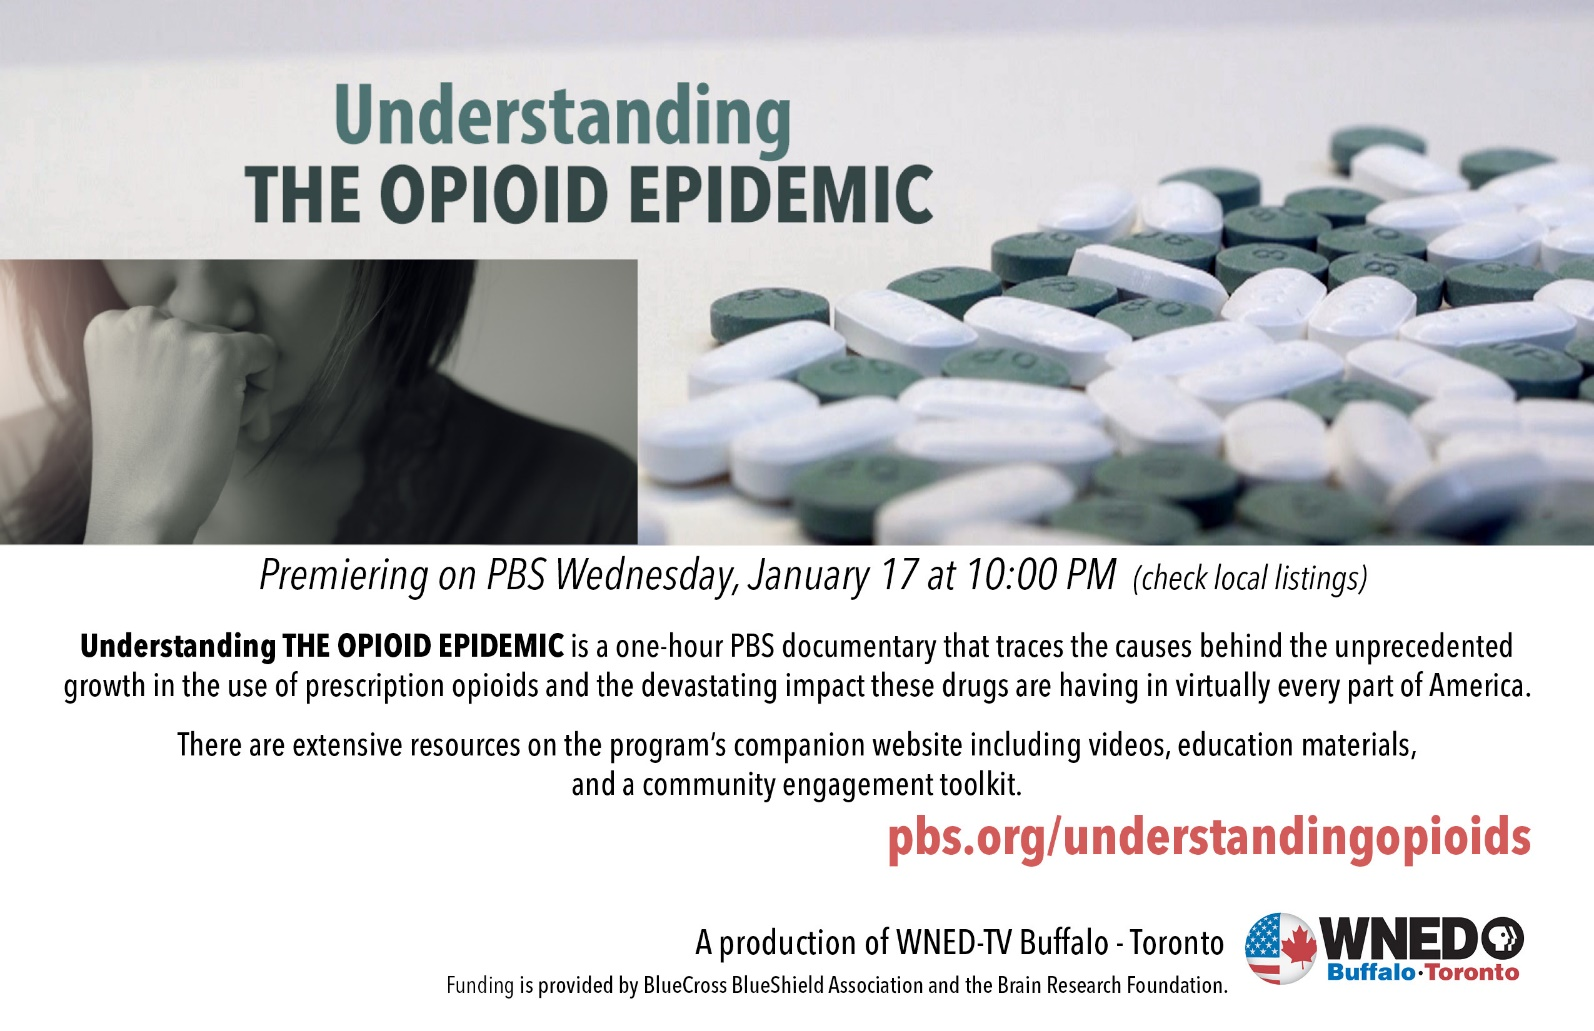 Understanding
THE OPIOID EPIDEMIC
Premiering on PBS Wednesday, January 17 at 10:00 PM (check local listings)
Understanding THE OPIOID EPIDEMIC is a one-hour PBS documentary that traces the causes behind the unprecedented
growth in the use of prescription opioids and the devastating impact these drugs are having in virtually every part of America.
There are extensive resources on the program’s companion website including videos, education materials,
and a community engagement toolkit.
pbs.org/understandingopioids
A production of WNED-TV Buffalo - Toronto
WNED
Buffalo·Toronto
Funding is provided by BlueCross BlueShield Association and the Brain Research Foundation.